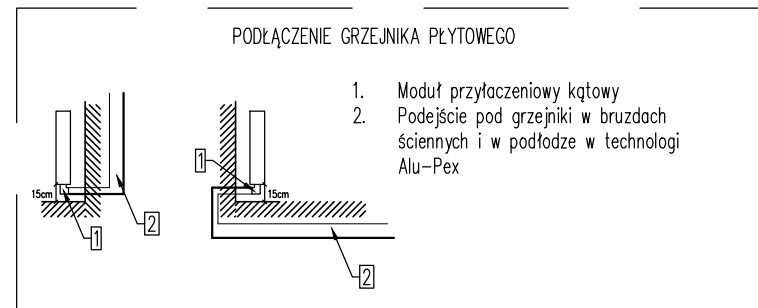 PODŁĄCZENIE GRZEJNIKA PŁYTOWEGO
1. Moduł przyłaczeniowy kątowy
2. Podejście pod grzejniki w bruzdach
ściennych i w podłodze w technologi
Alu-Pex
1
15cm
15cm
2
1
2